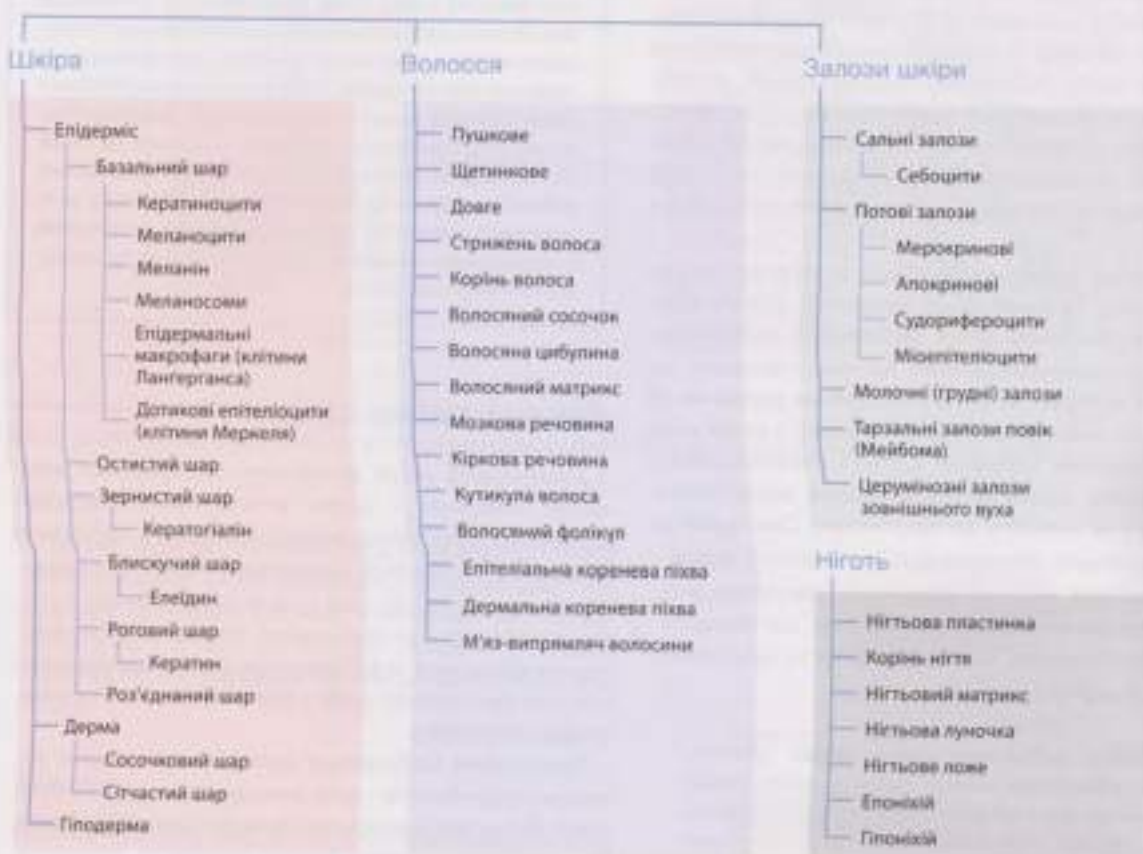 Шкіра
Епідерміс
Базальний шар
Кератиноцити
Меланоцити
Меланін
Меланосоми
Епідермальні
макрофаги (клітини
Лангерганса)
Дотикові епітеліоцити
(клітини Меркеля)
Остистий шар
Зернистий шар
Кератогіалін
Блискучий шар
Елеїдин
Роговий шар
Кератин
Роз'єднаний шар
Дерма
Сосочковий шар
Сітчастий шар
Гіподерма
Волосся
Пушкове
Щетинкове
Довге
Стрижень волоса
Корінь волоса
Волосяний сосочок
Волосяна цибулина
Волосяний матрикс
Мозкова речовина
Кіркова речовина
Кутикула волоса
Волосяний фолікул
Епітеліальна коренева піхва
Дермальна коренева піхва
М'яз-випрямляч волосини
Залози шкіри
Сальні залози
Себоцити
Потові залози
Мерокринові
Апокринові
Судорифероцити
Міоепітеліоцити
Молочні (грудні) залози
Тарзальні залози повік
(Мейбома)
Церумінозні залози
зовнішнього вуха
Ніготь
Нігтьова пластинка
Корінь нігтя
Нігтьовий матрикс
Нігтьова луночка
Нігтьове ложе
Епоніхій
Гіпоніхій